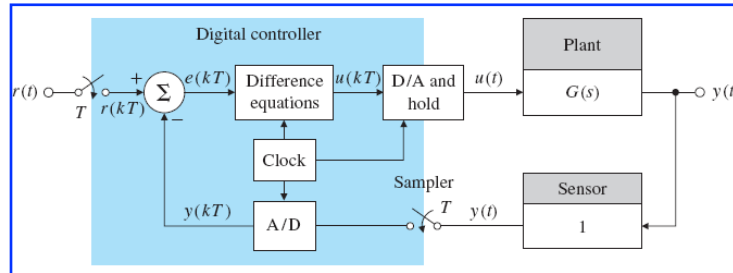 Digital controller
Plant
r(t)
T
+
r(kT)
Σ
−
e(kT)
Difference
equations
u(kT)
D/A and
hold
u(t)
G(s)
y(t
Clock
Sampler
Sensor
y(kT)
A/D
T
y(t)
1